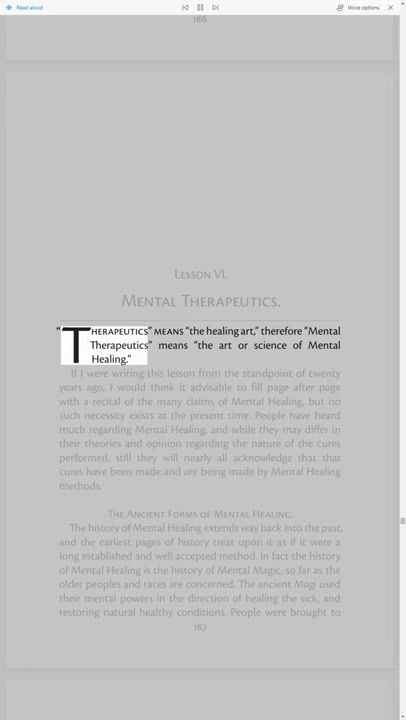 Read aloud
Voice options
186
Lesson VI.
Mental Therapeutics.
“Therapeutics” means “the healing art,” therefore “Mental
Therapeutics” means “the art or science of Mental
Healing.”
If I were writing this lesson from the standpoint of twenty
years ago, I would think it advisable to fill page after page
with a recital of the many claims of Mental Healing, but no
such necessity exists at the present time. People have heard
much regarding Mental Healing, and while they may differ in
their theories and opinion regarding the nature of the cures
performed, still they will nearly all acknowledge that that
cures have been made and are being made by Mental Healing
methods.
The Ancient Forms of Mental Healing.
The history of Mental Healing extends way back into the past,
and the earliest pages of history treat upon it as if it were a
long established and well accepted method. In fact the history
of Mental Healing is the history of Mental Magic, so far as the
older peoples and races are concerned. The ancient Magi used
their mental powers in the direction of healing the sick, and
restoring natural healthy conditions. People were brought to
187